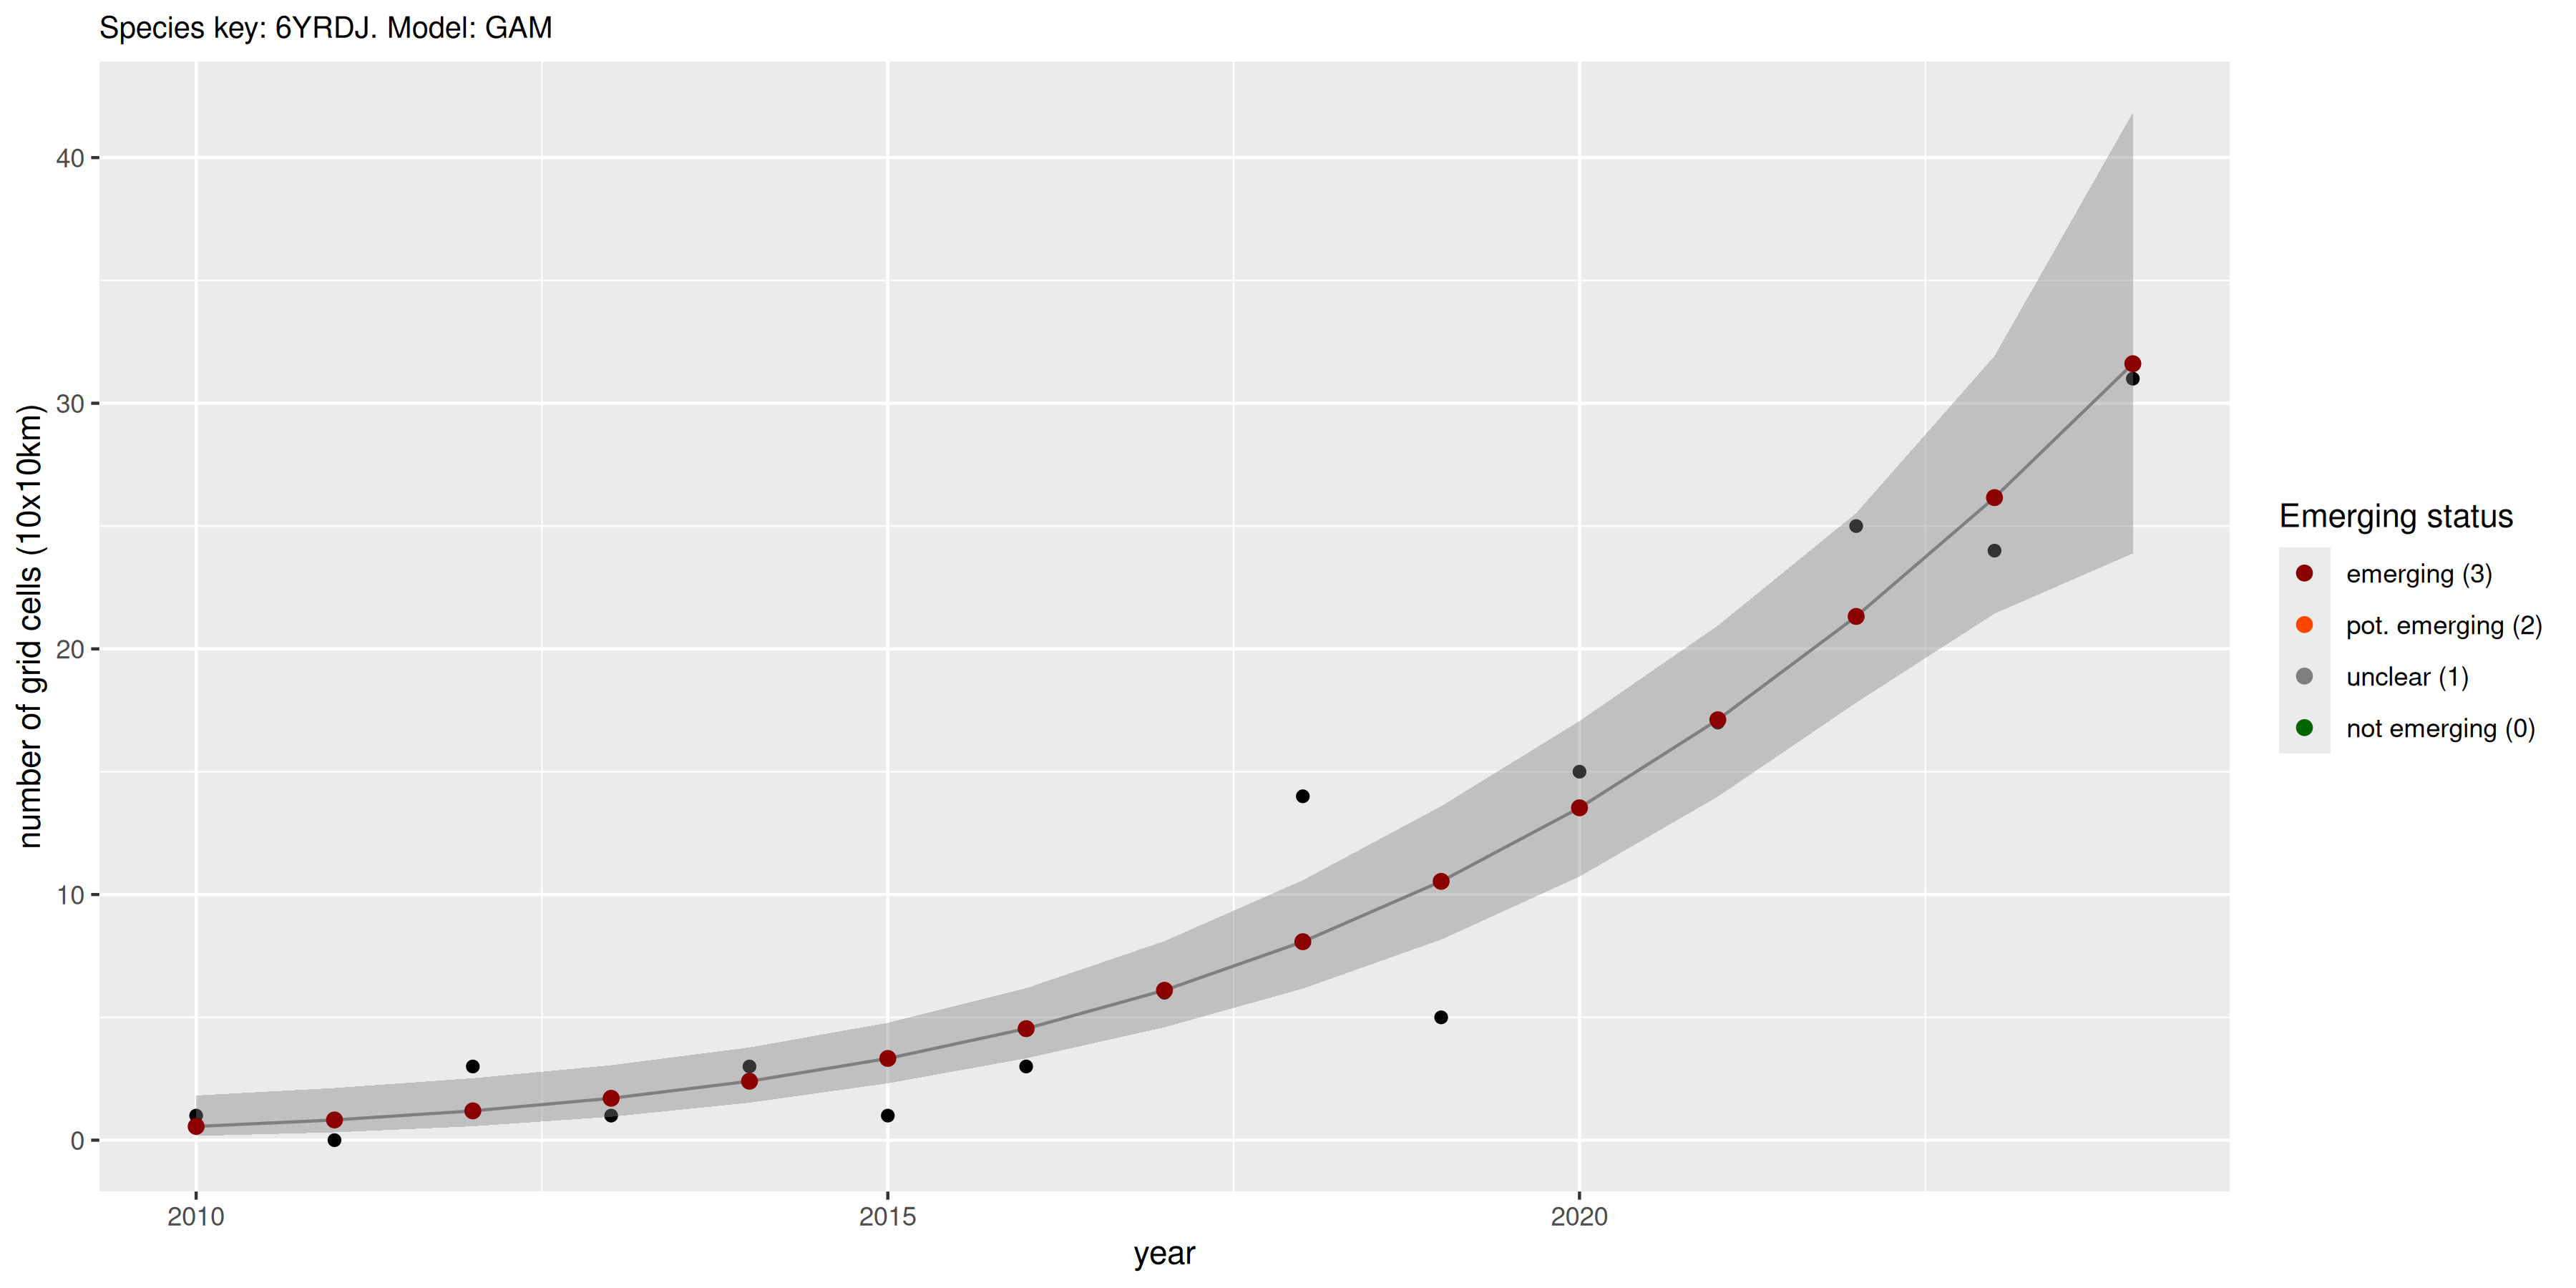 Species key: 6YRDJ. Model: GAM
40
30
20
10
0
number of grid cells (10x10km)
2010
2015
2020
year
Emerging status
emerging (3)
pot. emerging (2)
unclear (1)
not emerging (0)